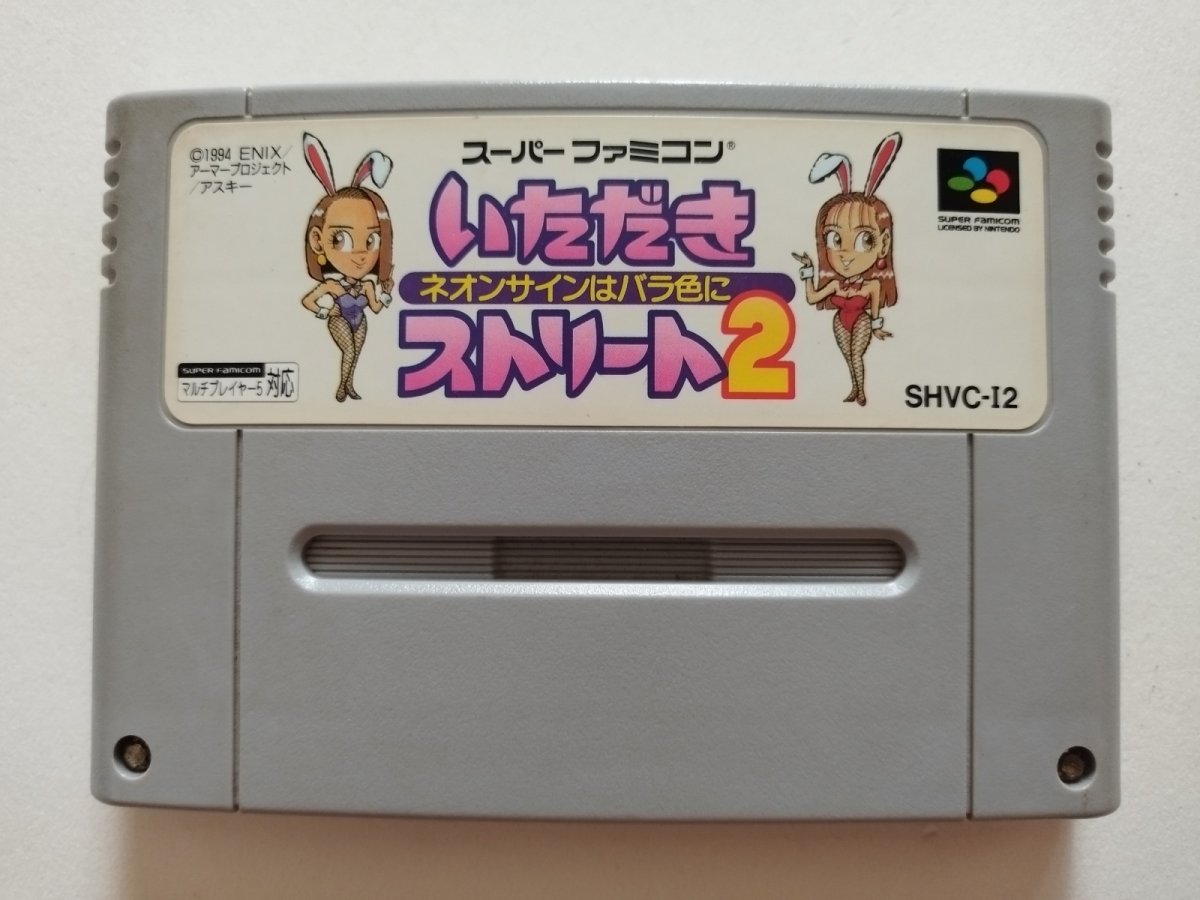 ©1994 ENIX/
アーマープロジェクト
/アスキー
スーパーファミコン®
いただき
ネオンサインはバラ色に
ストリート2
SUPER FAMICOM
LICENSED BY NINTENDO
SUPER FAMICOM
マルチプレイヤー5 対応
SHVC-I2